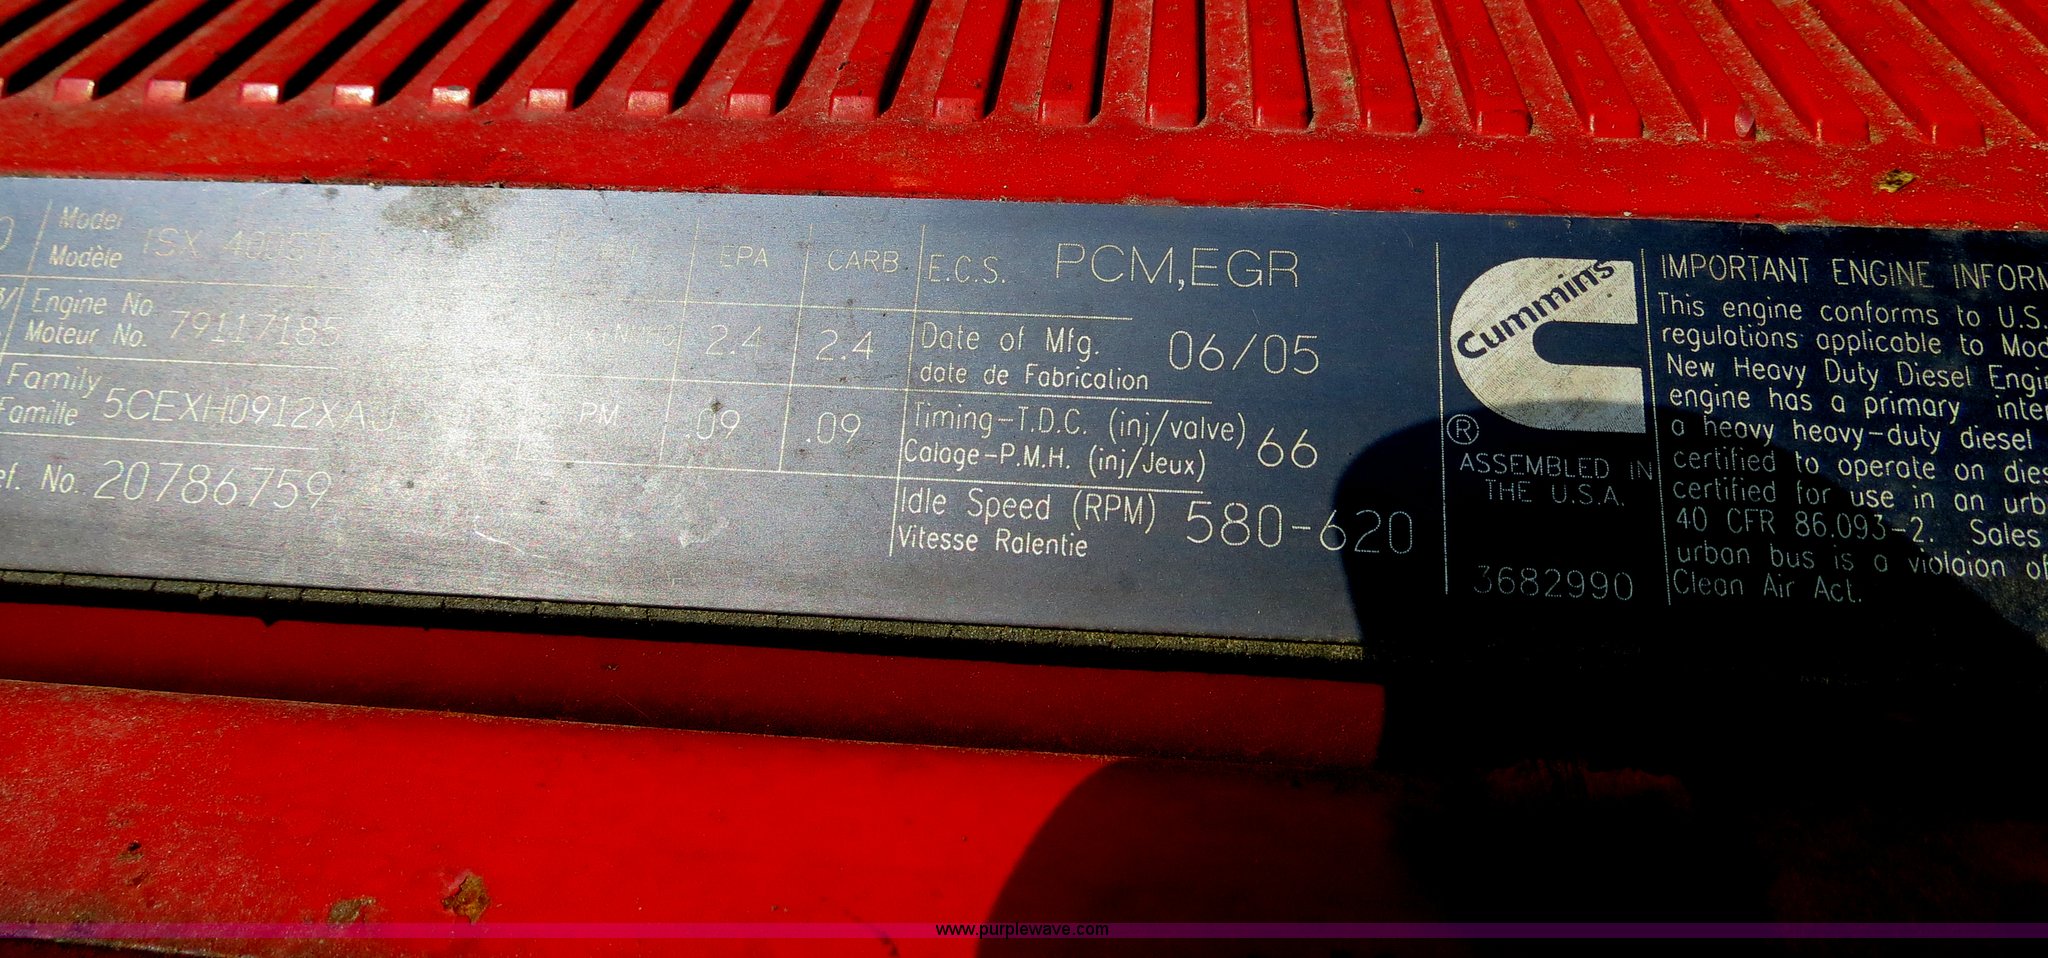 Model
Modèle ISX 400ST
Engine No
Moteur No. 79117185
Family
Famille 5CEXH0912XAJ
ef. No. 20786759
EPA CARB
2.4 2.4
PM .09 .09
E.C.S. PCM,EGR
Date of Mfg.
date de Fabrication 06/05
Timing-T.D.C. (inj/valve)
Calage-P.M.H. (inj/Jeux) 66
Idle Speed (RPM)
Vitesse Ralentie 580-620
Cummins
®
ASSEMBLED IN
THE U.S.A.
3682990
IMPORTANT ENGINE INFORM
This engine conforms to U.S.
regulations applicable to Mod
New Heavy Duty Diesel Engin
engine has a primary inte
a heavy heavy-duty diesel
certified to operate on dies
certified for use in an urb
40 CFR 86.093-2. Sales
urban bus is a violaion of
Clean Air Act.
www.purplewave.com